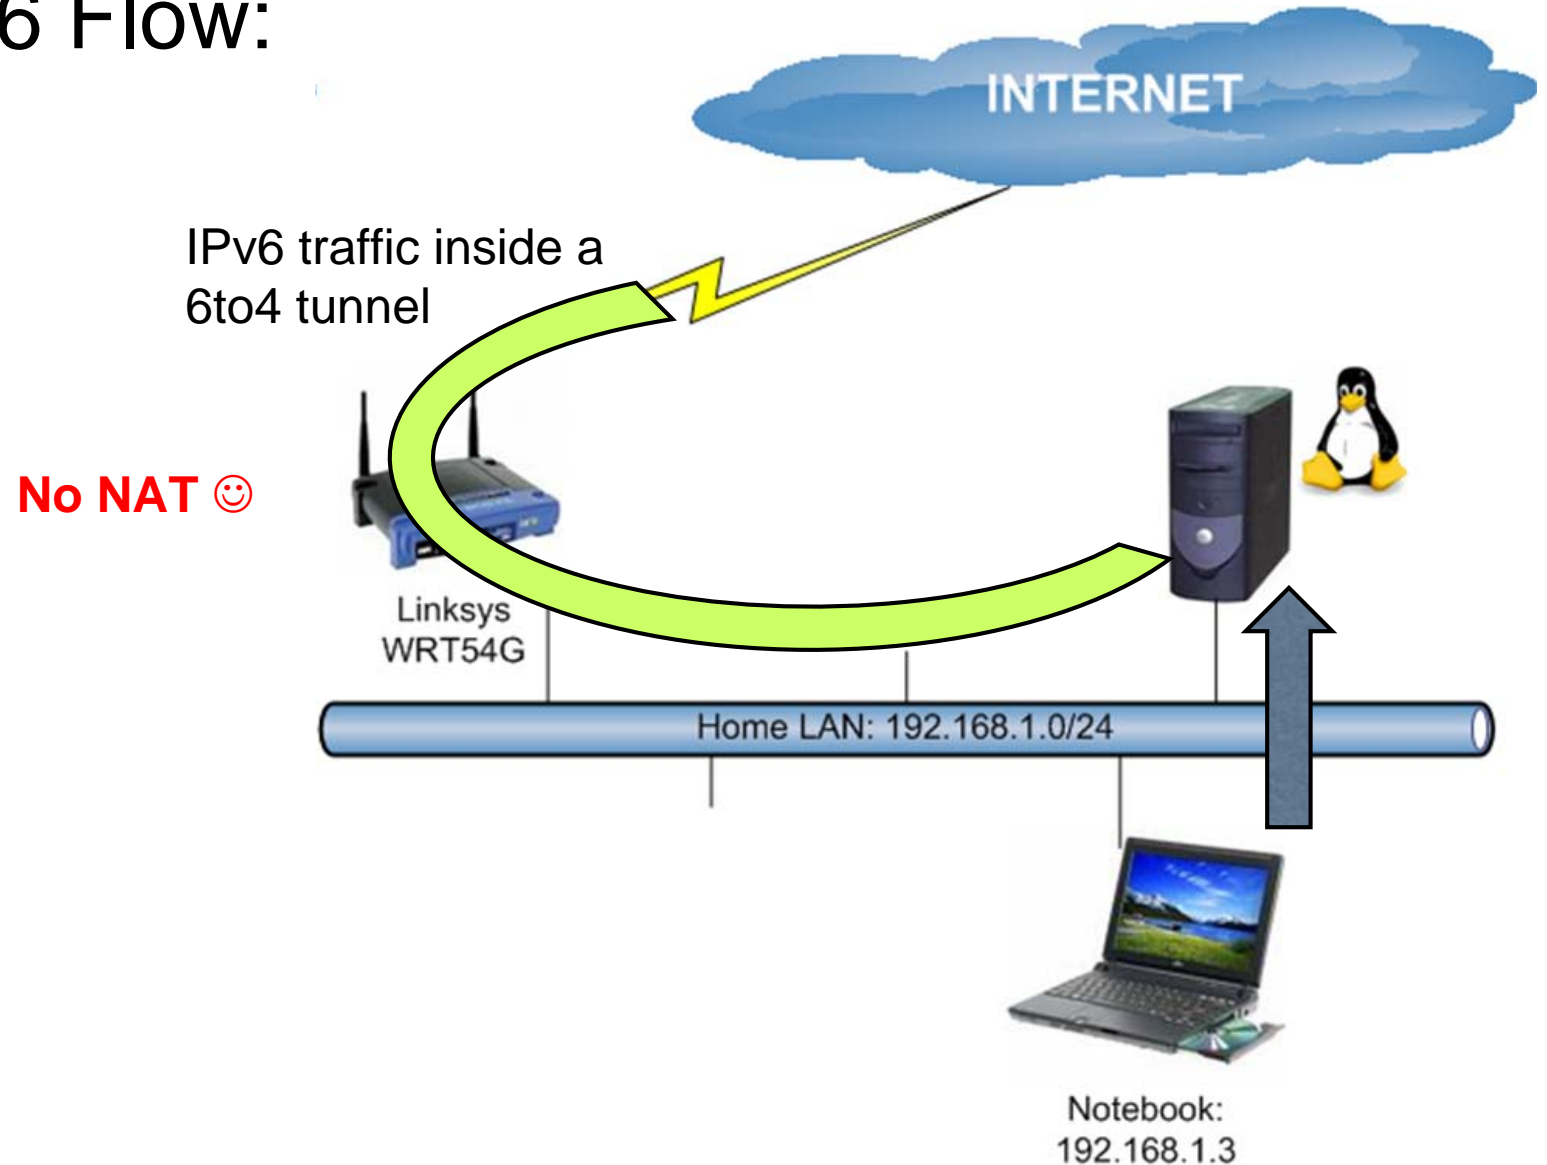 6 Flow:
INTERNET
IPv6 traffic inside a
6to4 tunnel
No NAT ☺
Linksys
WRT54G
Home LAN: 192.168.1.0/24
Notebook:
192.168.1.3